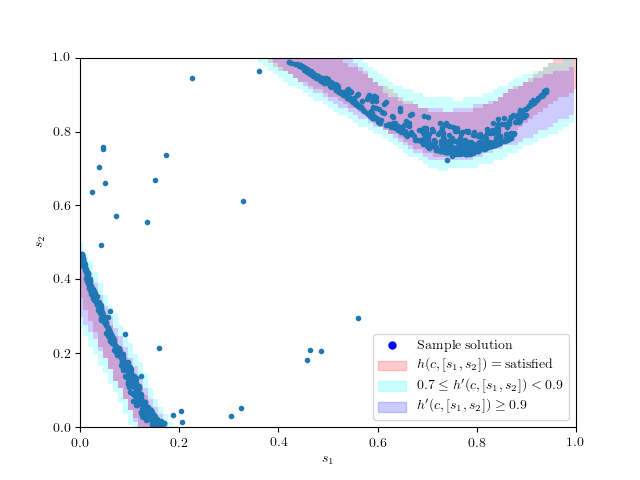 1.0
0.8
0.6
0.4
0.2
0.0
s₂
0.0 0.2 0.4 0.6 0.8 1.0
s₁
Sample solution
h(c, [s₁, s₂]) = satisfied
0.7 ≤ h′(c, [s₁, s₂]) < 0.9
h′(c, [s₁, s₂]) ≥ 0.9